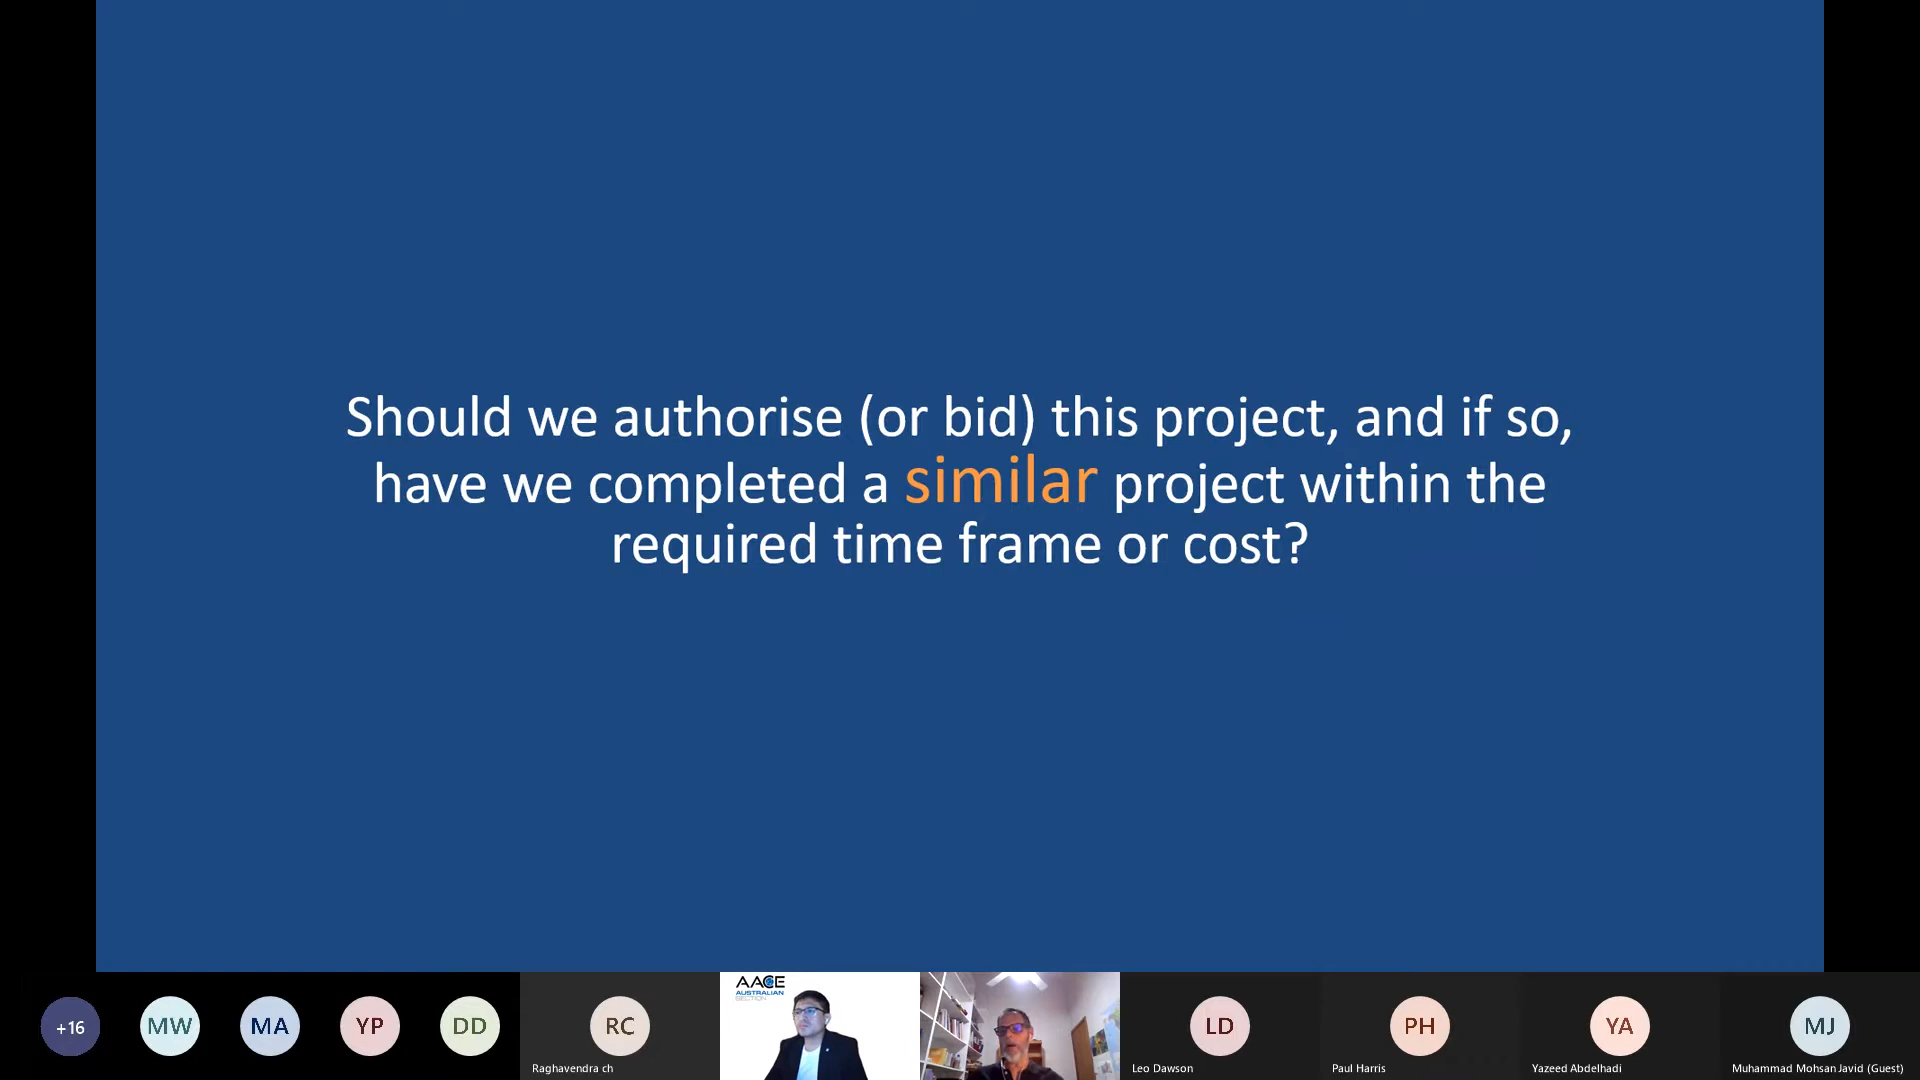 Should we authorise (or bid) this project, and if so,
have we completed a similar project within the
required time frame or cost?
AACE
AUSTRALIAN
SECTION
+16
MW
MA
YP
DD
RC
Raghavendra ch
LD
Leo Dawson
PH
Paul Harris
YA
Yazeed Abdelhadi
MJ
Muhammad Mohsan Javid (Guest)